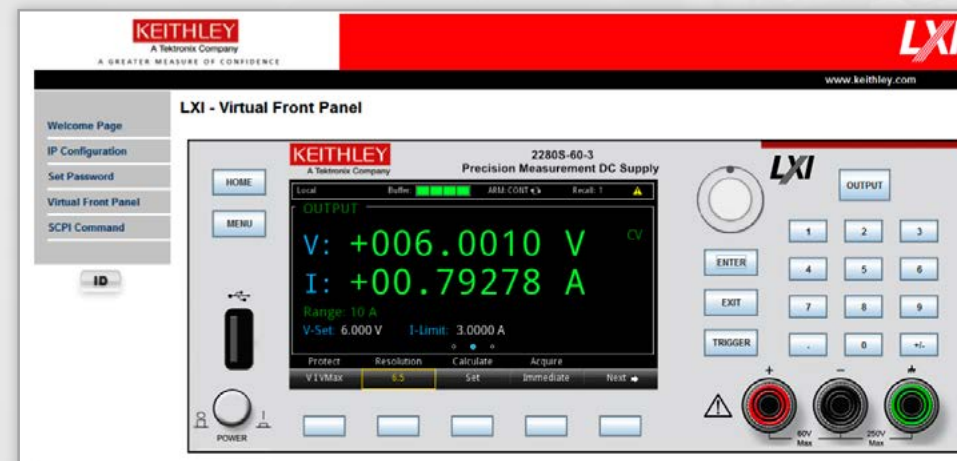 KEITHLEY
A Tektronix Company
A GREATER MEASURE OF CONFIDENCE
LXI
www.keithley.com
LXI - Virtual Front Panel
Welcome Page
IP Configuration
Set Password
Virtual Front Panel
SCPI Command
ID
KEITHLEY
A Tektronix Company
2280S-60-3
Precision Measurement DC Supply
LXI
HOME
MENU
OUTPUT
Local Buffer: ARM: CONT Recall: 1
OUTPUT
V: +006.0010 V CV
I: +00.79278 A
Range: 10 A
V-Set: 6.000 V I-Limit: 3.0000 A
Protect Resolution Calculate Acquire
V I VMax 6.5 Set Immediate Next
ENTER
EXIT
TRIGGER
1 2 3
4 5 6
7 8 9
. 0 +/-
+ -
60V Max
250V Max
POWER